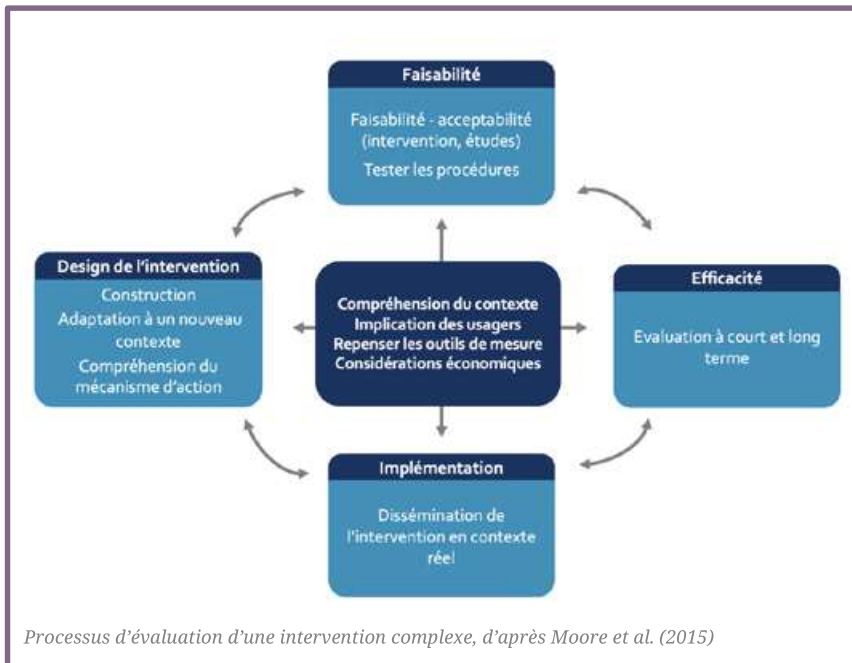 Faisabilité
Faisabilité - acceptabilité
(intervention, études)
Tester les procédures
Design de l'intervention
Construction
Adaptation à un nouveau
contexte
Compréhension du
mécanisme d'action
Compréhension du contexte
Implication des usagers
Repenser les outils de mesure
Considérations économiques
Efficacité
Evaluation à court et long
terme
Implémentation
Dissémination de
l'intervention en contexte
réel
Processus d'évaluation d'une intervention complexe, d'après Moore et al. (2015)